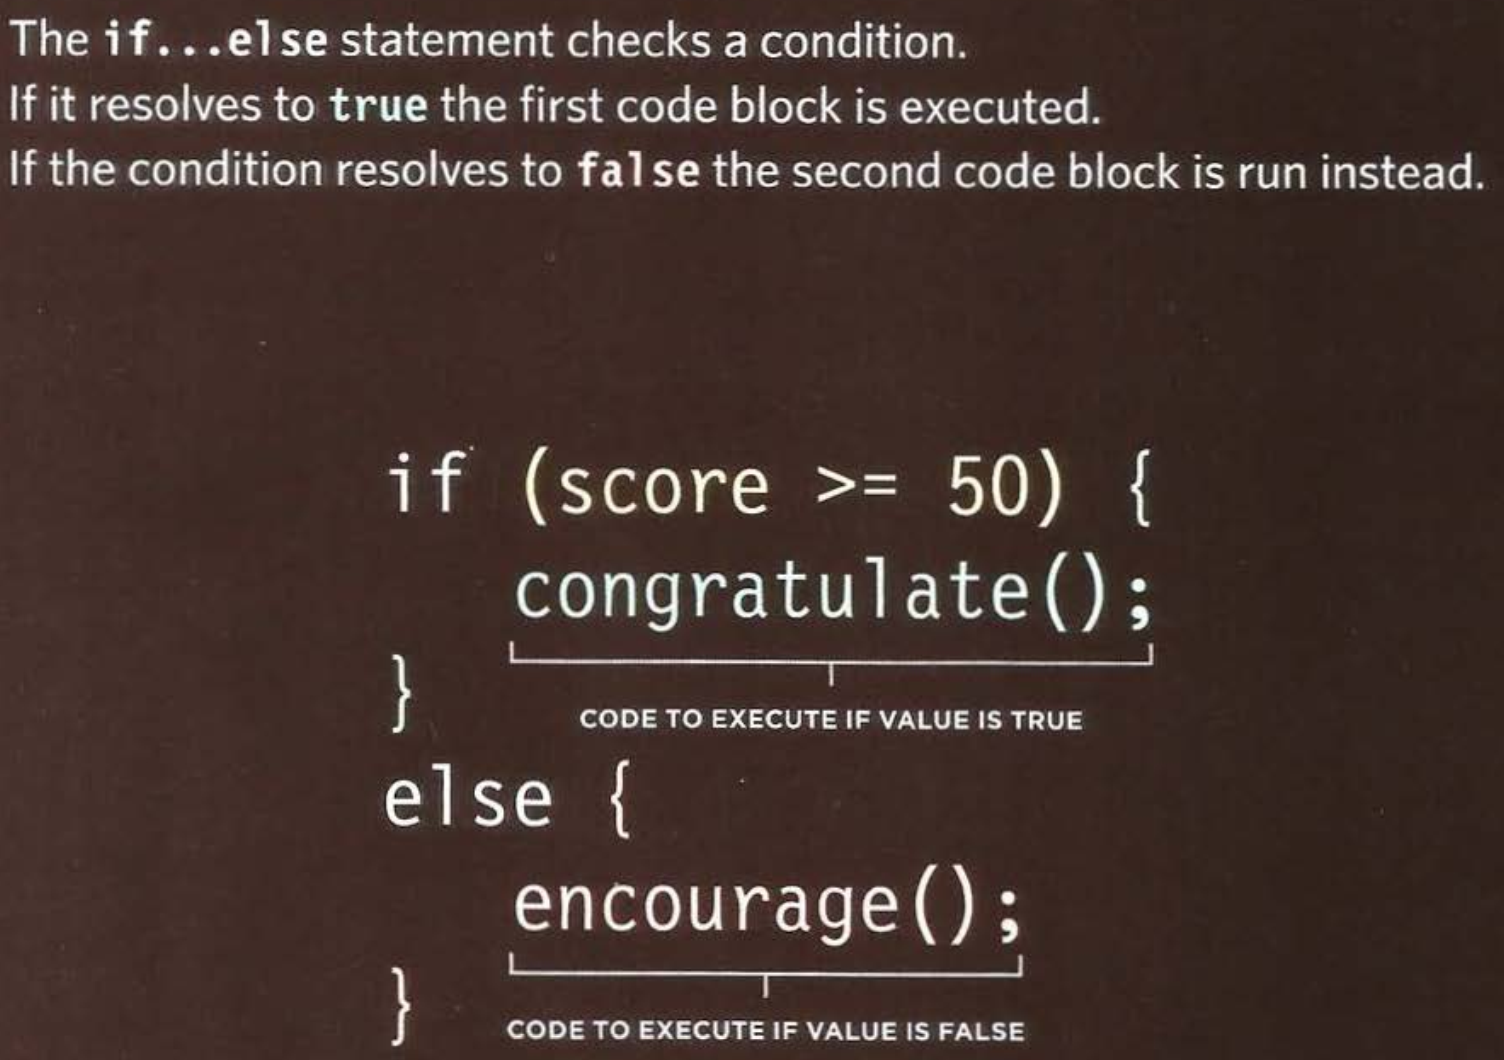 The if...else statement checks a condition.
If it resolves to true the first code block is executed.
If the condition resolves to false the second code block is run instead.
if (score >= 50) {
congratulate();
}
CODE TO EXECUTE IF VALUE IS TRUE
else {
encourage();
}
CODE TO EXECUTE IF VALUE IS FALSE